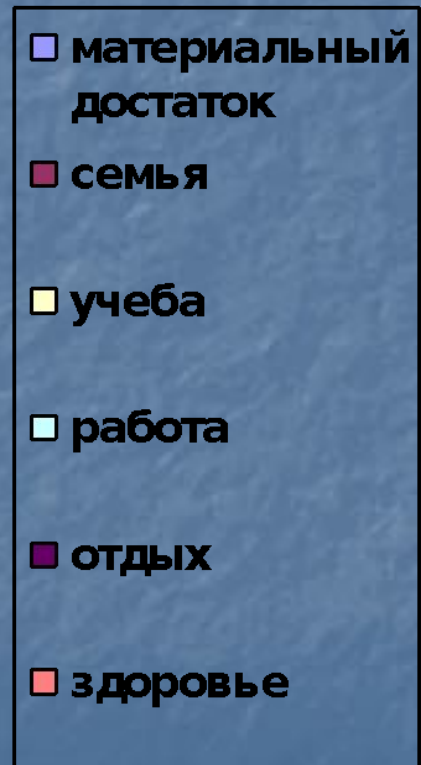 материальный
достаток
семья
учеба
работа
отдых
здоровье